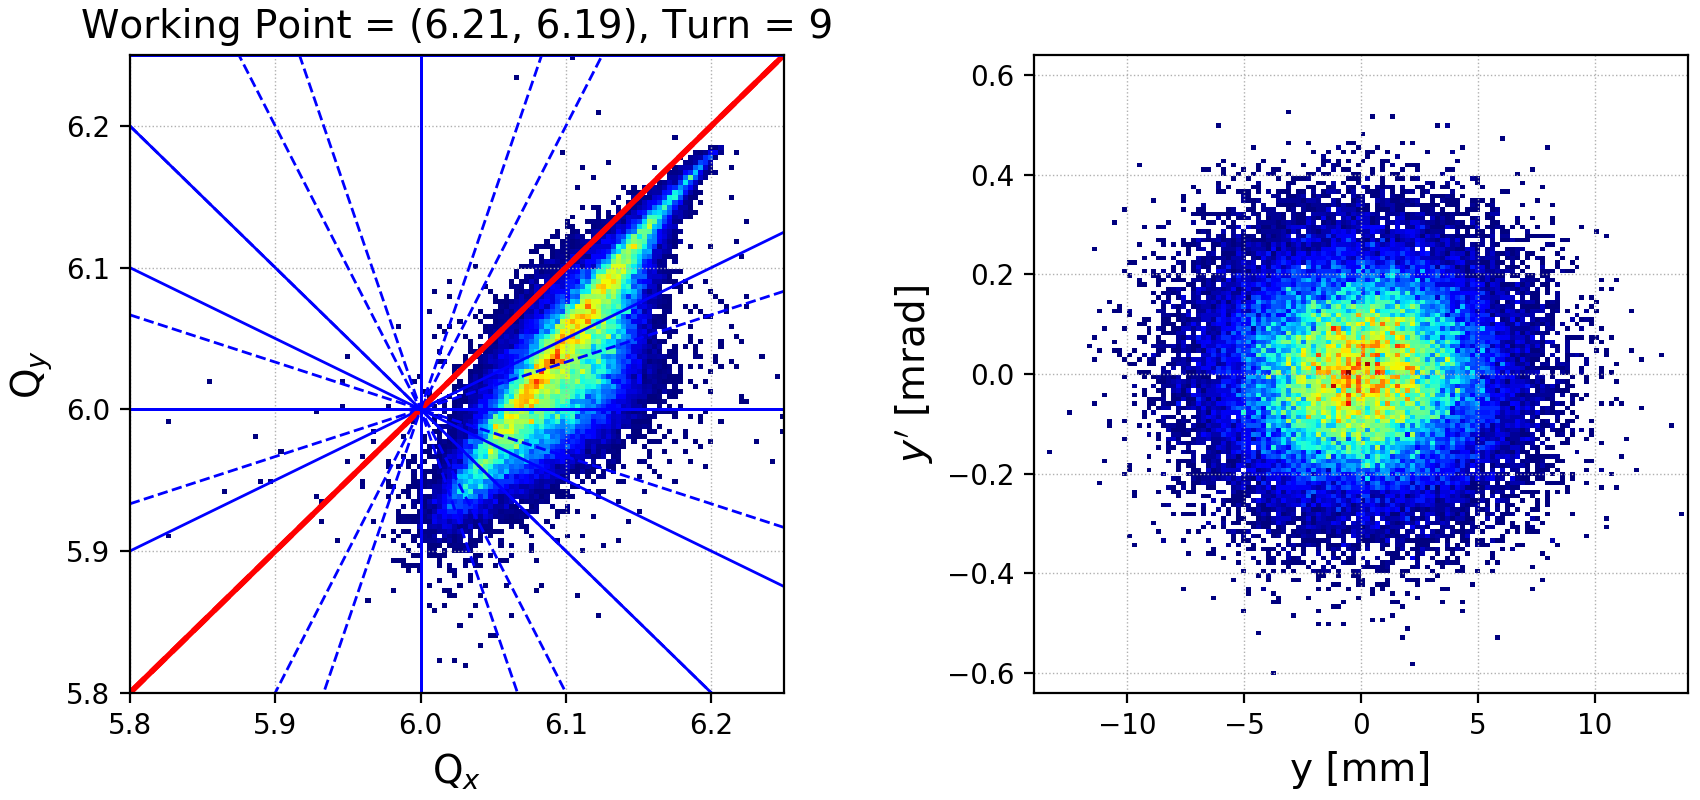 Working Point = (6.21, 6.19), Turn = 9
6.2
6.1
6.0
5.9
5.8
Qy
5.8 5.9 6.0 6.1 6.2
Qx
0.6
0.4
0.2
0.0
−0.2
−0.4
−0.6
y′ [mrad]
−10 −5 0 5 10
y [mm]